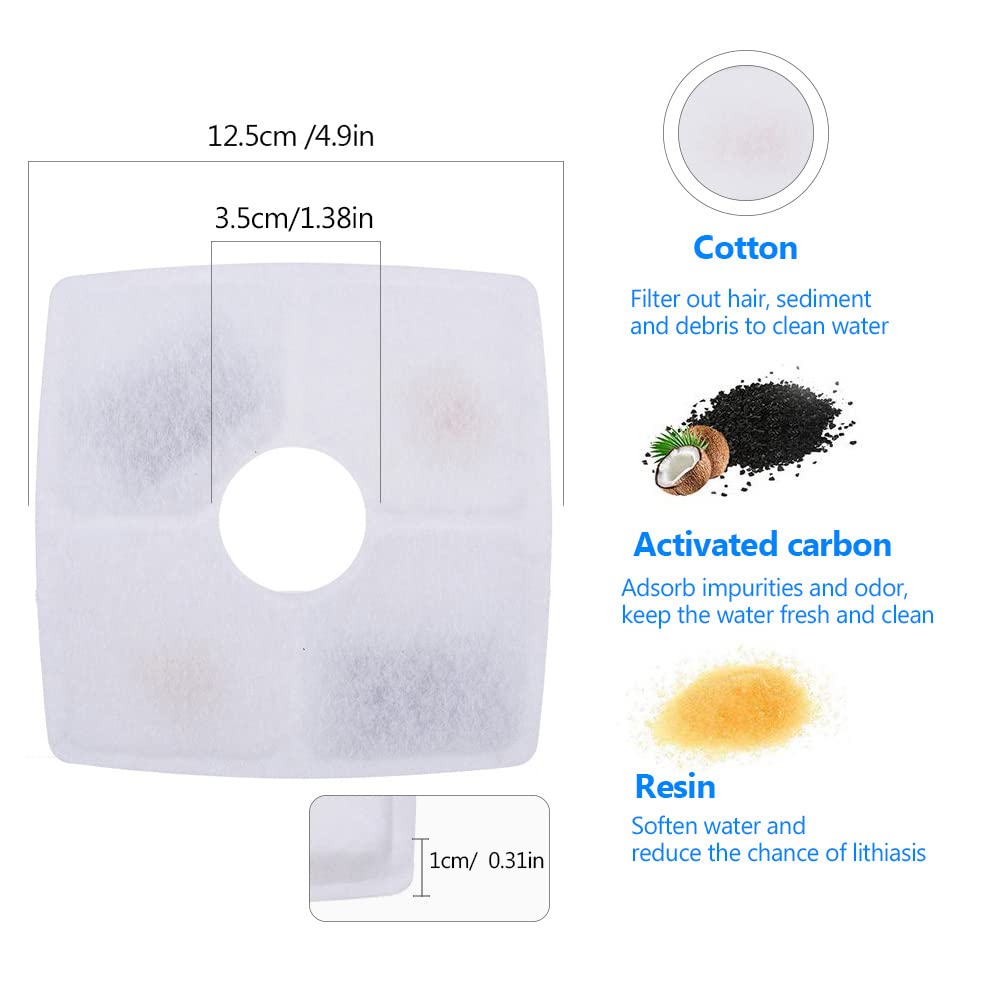 12.5cm /4.9in
3.5cm/1.38in
1cm/ 0.31in
Cotton
Filter out hair, sediment
and debris to clean water
Activated carbon
Adsorb impurities and odor,
keep the water fresh and clean
Resin
Soften water and
reduce the chance of lithiasis